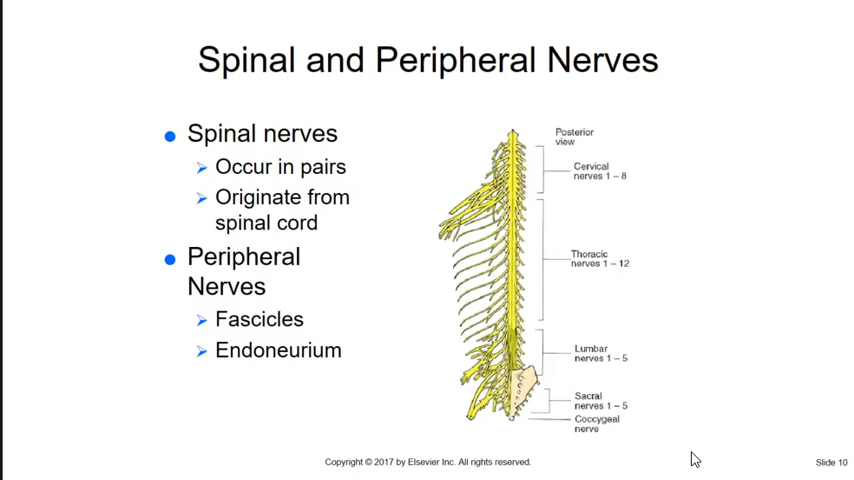 Spinal and Peripheral Nerves
Spinal nerves
Occur in pairs
Originate from
spinal cord
Peripheral
Nerves
Fascicles
Endoneurium
Posterior
view
Cervical
nerves 1 – 8
Thoracic
nerves 1 – 12
Lumbar
nerves 1 – 5
Sacral
nerves 1 – 5
Coccygeal
nerve
Copyright © 2017 by Elsevier Inc. All rights reserved.
Slide 10